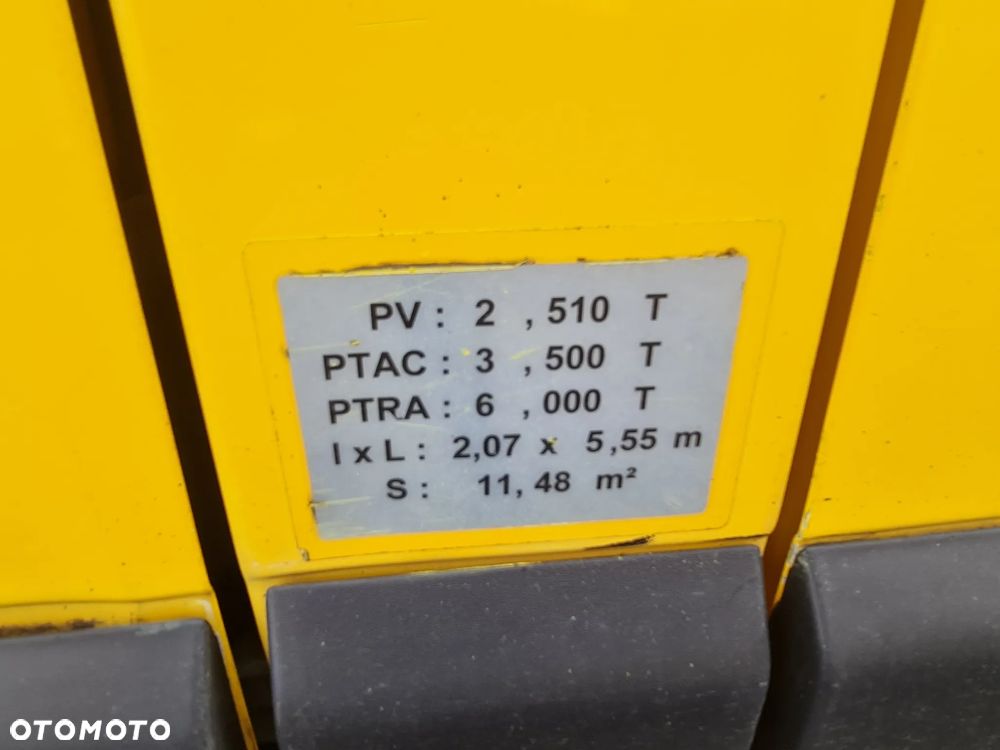 PV : 2 , 510 T
PTAC : 3 , 500 T
PTRA : 6 , 000 T
l x L : 2,07 x 5,55 m
S : 11, 48 m²
OTOMOTO